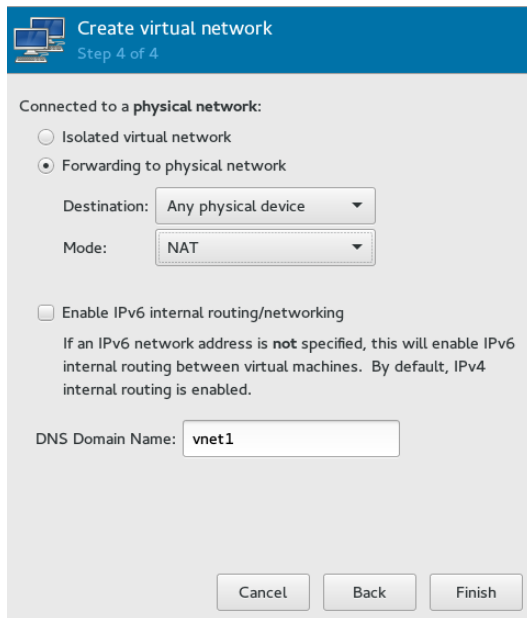 Create virtual network
Step 4 of 4
Connected to a physical network:
Isolated virtual network
Forwarding to physical network
Destination: Any physical device
Mode: NAT
Enable IPv6 internal routing/networking
If an IPv6 network address is not specified, this will enable IPv6
internal routing between virtual machines. By default, IPv4
internal routing is enabled.
DNS Domain Name: vnet1
Cancel Back Finish